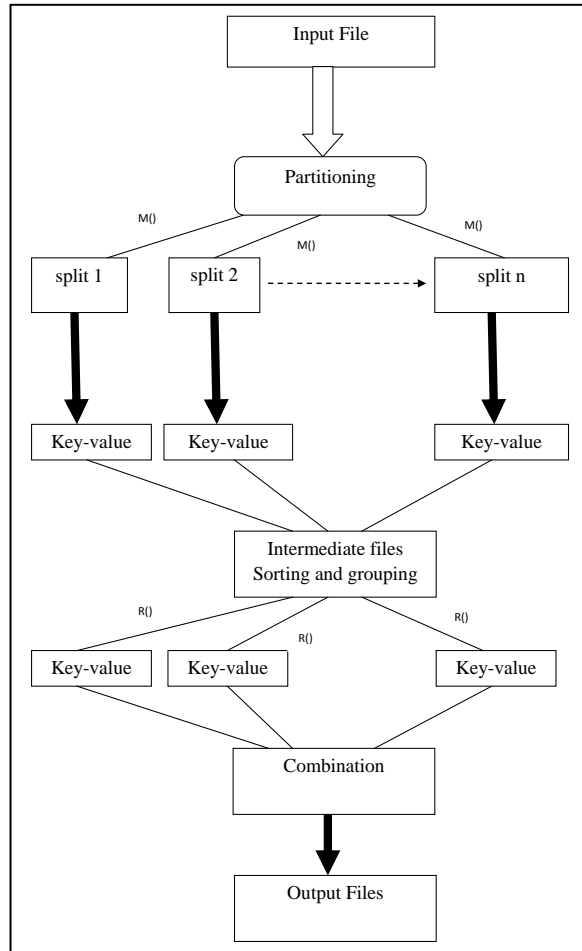 Input File
Partitioning
M()
M()
M()
split 1
split 2
split n
Key-value
Key-value
Key-value
Intermediate files
Sorting and grouping
R()
R()
R()
Key-value
Key-value
Key-value
Combination
Output Files